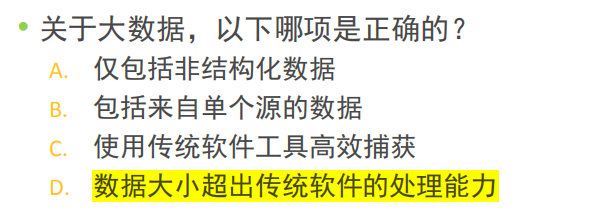 • 关于大数据，以下哪项是正确的？
A. 仅包括非结构化数据
B. 包括来自单个源的数据
C. 使用传统软件工具高效捕获
D. 数据大小超出传统软件的处理能力